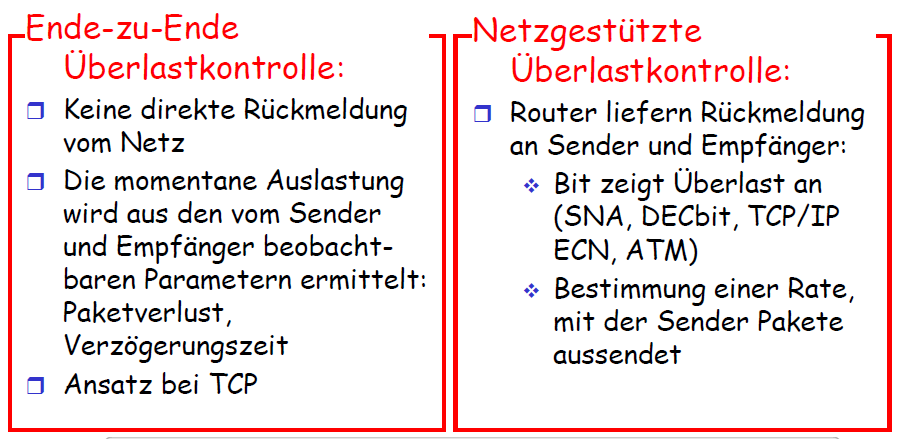 Ende-zu-Ende
Überlastkontrolle:
Keine direkte Rückmeldung
vom Netz
Die momentane Auslastung
wird aus den vom Sender
und Empfänger beobacht-
baren Parametern ermittelt:
Paketverlust,
Verzögerungszeit
Ansatz bei TCP
Netzgestützte
Überlastkontrolle:
Router liefern Rückmeldung
an Sender und Empfänger:
Bit zeigt Überlast an
(SNA, DECbit, TCP/IP
ECN, ATM)
Bestimmung einer Rate,
mit der Sender Pakete
aussendet